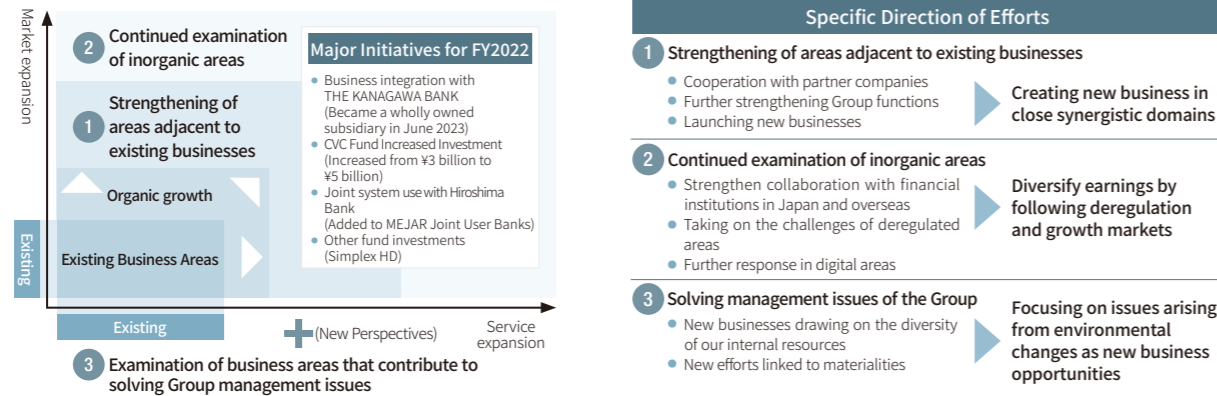 Market expansion
2 Continued examination
of inorganic areas
1 Strengthening of
areas adjacent to
existing businesses
Organic growth
Existing
Existing Business Areas
Major Initiatives for FY2022
• Business integration with
THE KANAGAWA BANK
(Became a wholly owned
subsidiary in June 2023)
• CVC Fund Increased Investment
(Increased from ¥3 billion to
¥5 billion)
• Joint system use with Hiroshima
Bank
(Added to MEJAR Joint User Banks)
• Other fund investments
(Simplex HD)
Existing
+ (New Perspectives)
Service
expansion
3 Examination of business areas that contribute to
solving Group management issues
Specific Direction of Efforts
1 Strengthening of areas adjacent to existing businesses
• Cooperation with partner companies
• Further strengthening Group functions
• Launching new businesses
Creating new business in
close synergistic domains
2 Continued examination of inorganic areas
• Strengthen collaboration with financial
institutions in Japan and overseas
• Taking on the challenges of deregulated
areas
• Further response in digital areas
Diversify earnings by
following deregulation
and growth markets
3 Solving management issues of the Group
• New businesses drawing on the diversity
of our internal resources
• New efforts linked to materialities
Focusing on issues arising
from environmental
changes as new business
opportunities